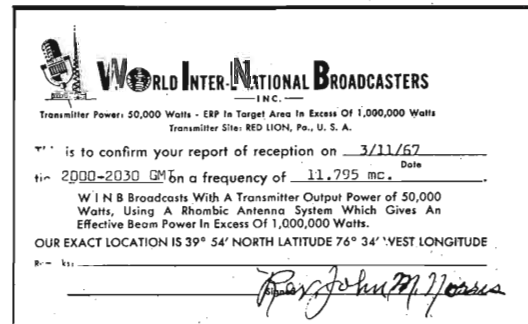 WORLD INTER-NATIONAL BROADCASTERS
—INC.—
Transmitter Power: 50,000 Watts - ERP In Target Area In Excess Of 1,000,000 Watts
Transmitter Site: RED LION, Pa., U. S. A.
is to confirm your report of reception on 3/11/67
Date
2000-2030 GMT on a frequency of 11.795 mc.
W I N B Broadcasts With A Transmitter Output Power of 50,000
Watts, Using A Rhombic Antenna System Which Gives An
Effective Beam Power In Excess Of 1,000,000 Watts.
OUR EXACT LOCATION IS 39° 54' NORTH LATITUDE 76° 34' WEST LONGITUDE
Signed Rev John M. Norris